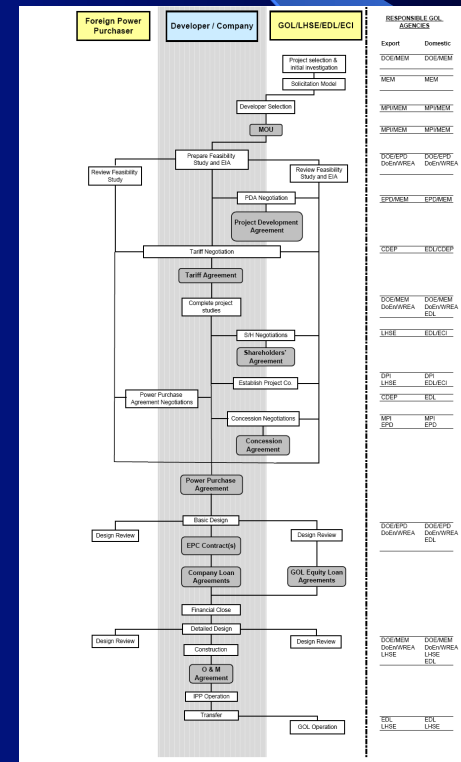 Foreign Power
Purchaser
Developer / Company
GOL/LHSE/EDL/ECI
RESPONSIBLE GOL
AGENCIES
Export Domestic
Project selection &
initial investigation
DOE/MEM DOE/MEM
Solicitation Model
MEM MEM
Developer Selection
MPI/MEM MPI/MEM
MOU
MPI/MEM MPI/MEM
Prepare Feasibility
Study and EIA
Review Feasibility
Study
Review Feasibility
Study and EIA
DOE/EPD DOE/EPD
DoEn/WREA DoEn/WREA
PDA Negotiation
EPD/MEM EPD/MEM
Project Development
Agreement
Tariff Negotiation
CDEP EDL/CDEP
Tariff Agreement
Complete project
studies
DOE/MEM DOE/MEM
DoEn/WREA DoEn/WREA
EDL
S/H Negotiations
LHSE EDL/ECI
Shareholders'
Agreement
Establish Project Co.
DPI DPI
LHSE EDL/ECI
Power Purchase
Agreement Negotiations
CDEP EDL
Concession Negotiations
MPI MPI
EPD EPD
Concession
Agreement
Power Purchase
Agreement
Basic Design
Design Review
Design Review
DOE/EPD DOE/EPD
DoEn/WREA DoEn/WREA
EDL
EPC Contract(s)
Company Loan
Agreements
GOL Equity Loan
Agreements
Financial Close
Detailed Design
Design Review
Design Review
Construction
DOE/MEM DOE/MEM
DoEn/WREA DoEn/WREA
LHSE LHSE
EDL
O & M
Agreement
IPP Operation
Transfer
GOL Operation
EDL EDL
LHSE LHSE